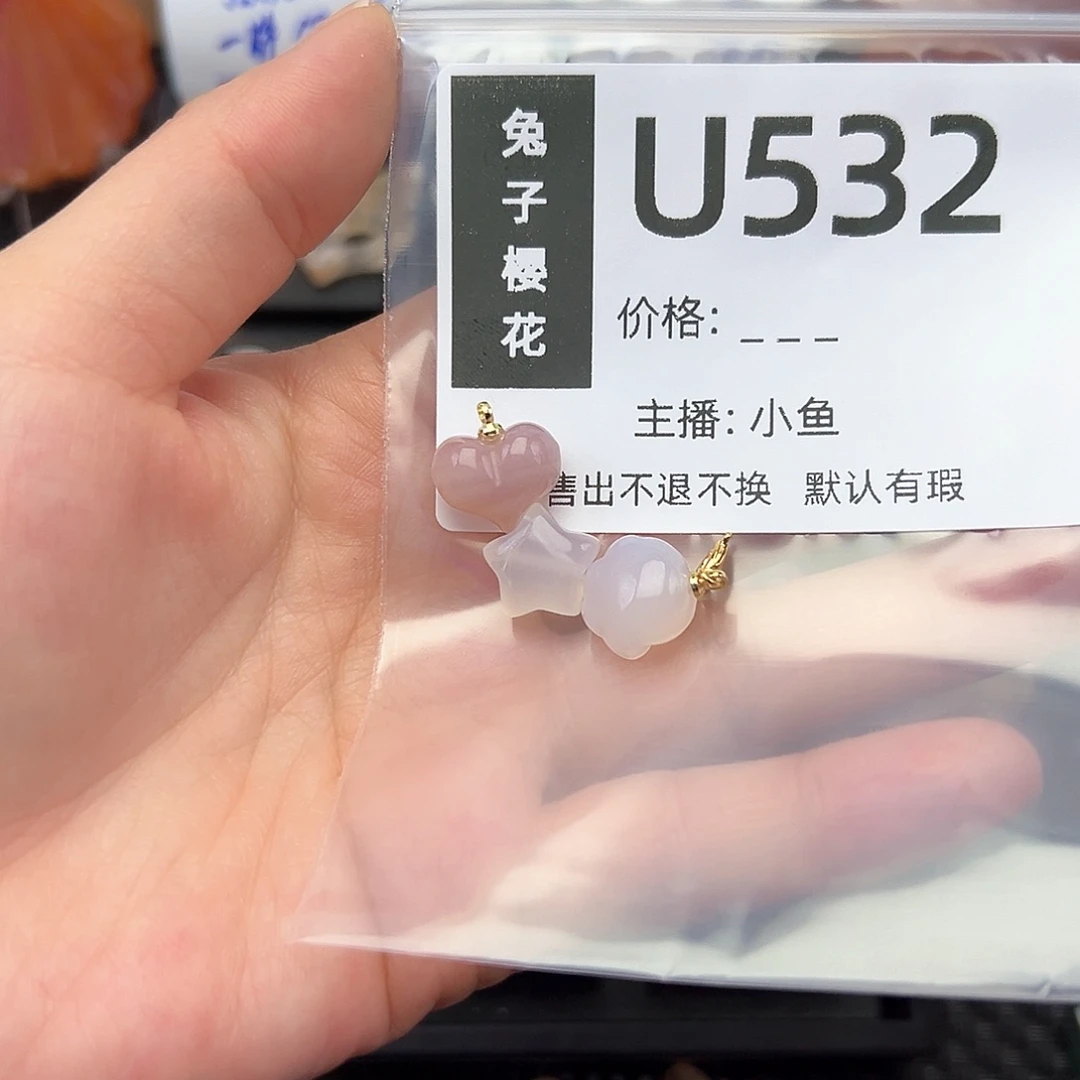 兔子樱花
U532
价格: _ _ _
主播: 小鱼
售出不退不换 默认有瑕